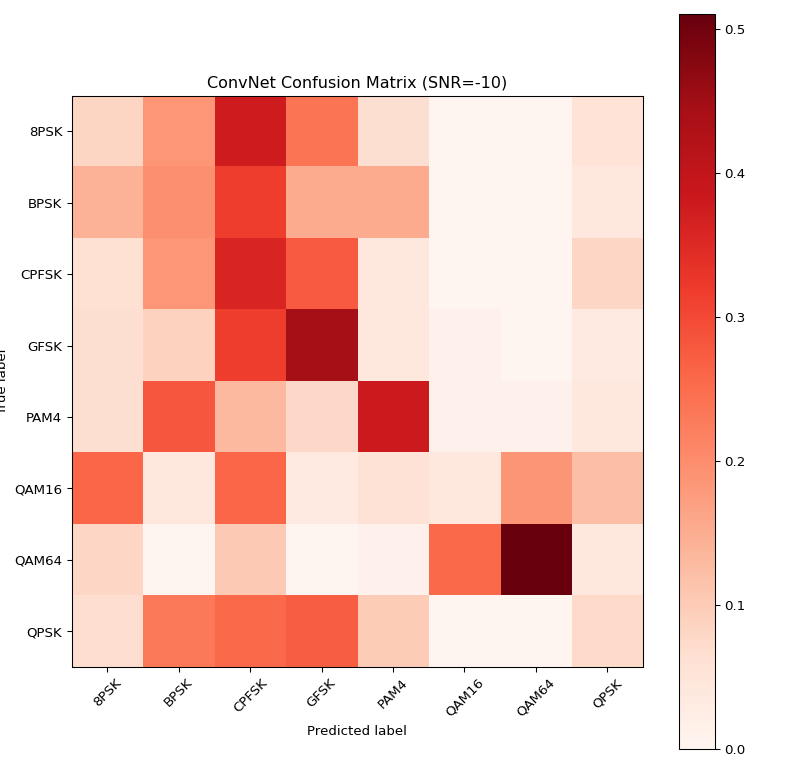 ConvNet Confusion Matrix (SNR=-10)
8PSK
BPSK
CPFSK
GFSK
PAM4
QAM16
QAM64
QPSK
label
8PSK
BPSK
CPFSK
GFSK
PAM4
QAM16
QAM64
QPSK
Predicted label
0.5
0.4
0.3
0.2
0.1
0.0